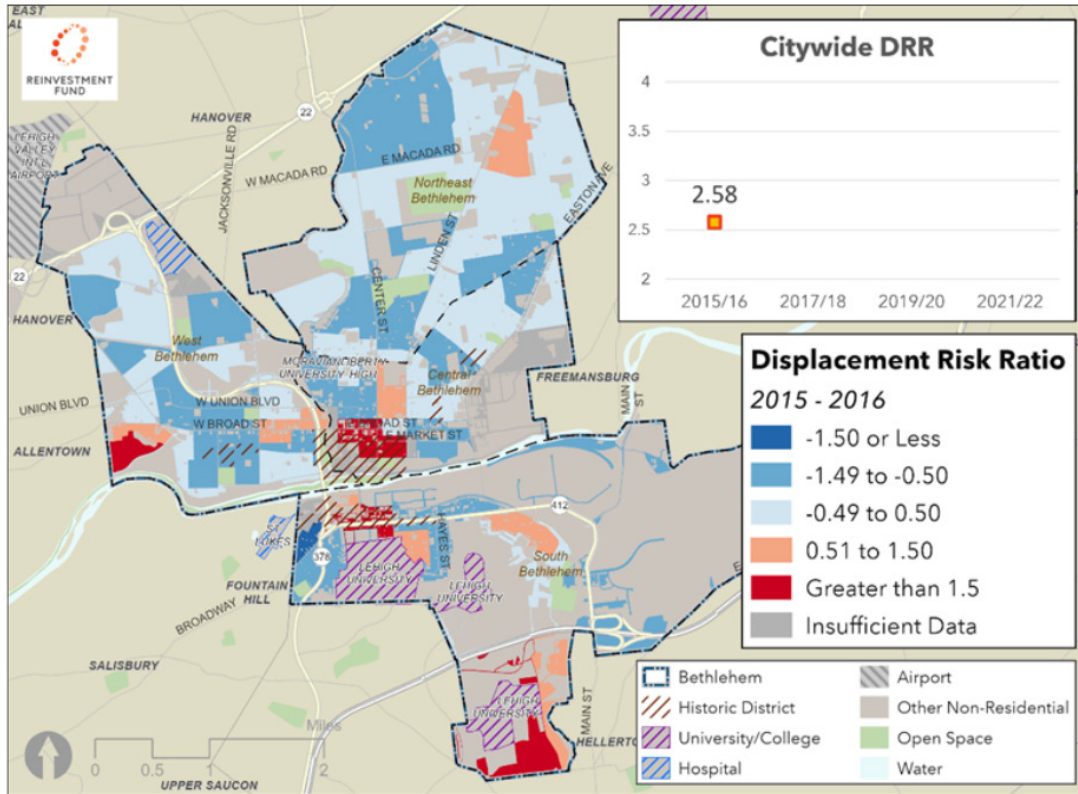 EAST
REINVESTMENT
FUND
HANOVER
22
22
LEHIGH
VALLEY
INT'L
AIRPORT
JACKSONVILLE RD
W MACADA RD
E MACADA RD
Northeast
Bethlehem
LINDEN ST
EASTON AVE
CENTER ST
HANOVER
West
Bethlehem
UNION BLVD
W UNION BLVD
W BROAD ST
ALLENTOWN
MORAVIAN
UNIVERSITY
HIGH
Central
Bethlehem
E MARKET ST
FREEMANSBURG
MAIN ST
412
HAYES ST
LUKES
378
LEHIGH
UNIVERSITY
LEHIGH
UNIVERSITY
South
Bethlehem
FOUNTAIN
HILL
BROADWAY
SALISBURY
LEHIGH
UNIVERSITY
MAIN ST
UPPER SAUCON
Miles
0 0.5 1 2
Citywide DRR
4
3.5
3
2.5
2
2.58
2015/16 2017/18 2019/20 2021/22
Displacement Risk Ratio
2015 - 2016
-1.50 or Less
-1.49 to -0.50
-0.49 to 0.50
0.51 to 1.50
Greater than 1.5
Insufficient Data
Bethlehem
Historic District
University/College
Hospital
Airport
Other Non-Residential
Open Space
Water